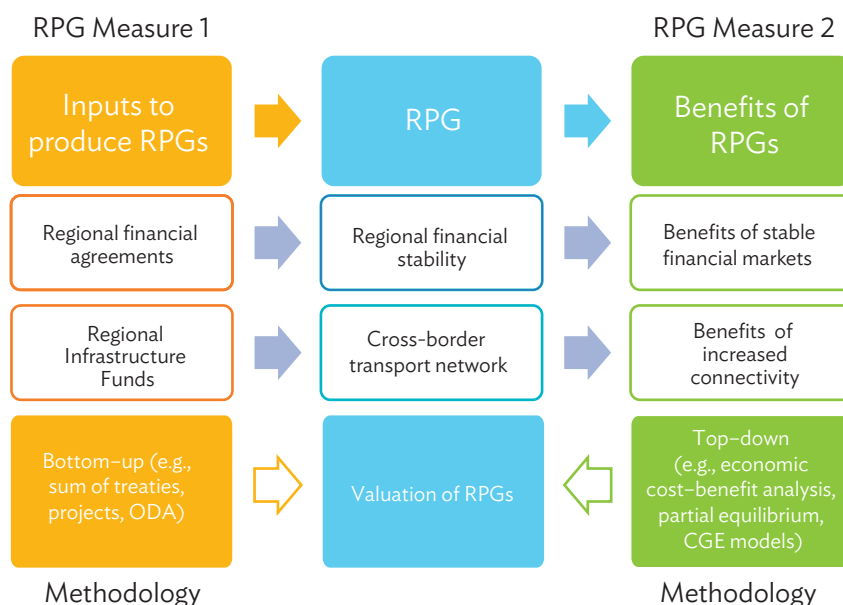 RPG Measure 1
RPG Measure 2
Inputs to
produce RPGs
RPG
Benefits of
RPGs
Regional financial
agreements
Regional financial
stability
Benefits of stable
financial markets
Regional
Infrastructure
Funds
Cross-border
transport network
Benefits of
increased
connectivity
Bottom-up (e.g.,
sum of treaties,
projects, ODA)
Valuation of RPGs
Top-down
(e.g., economic
cost-benefit analysis,
partial equilibrium,
CGE models)
Methodology
Methodology